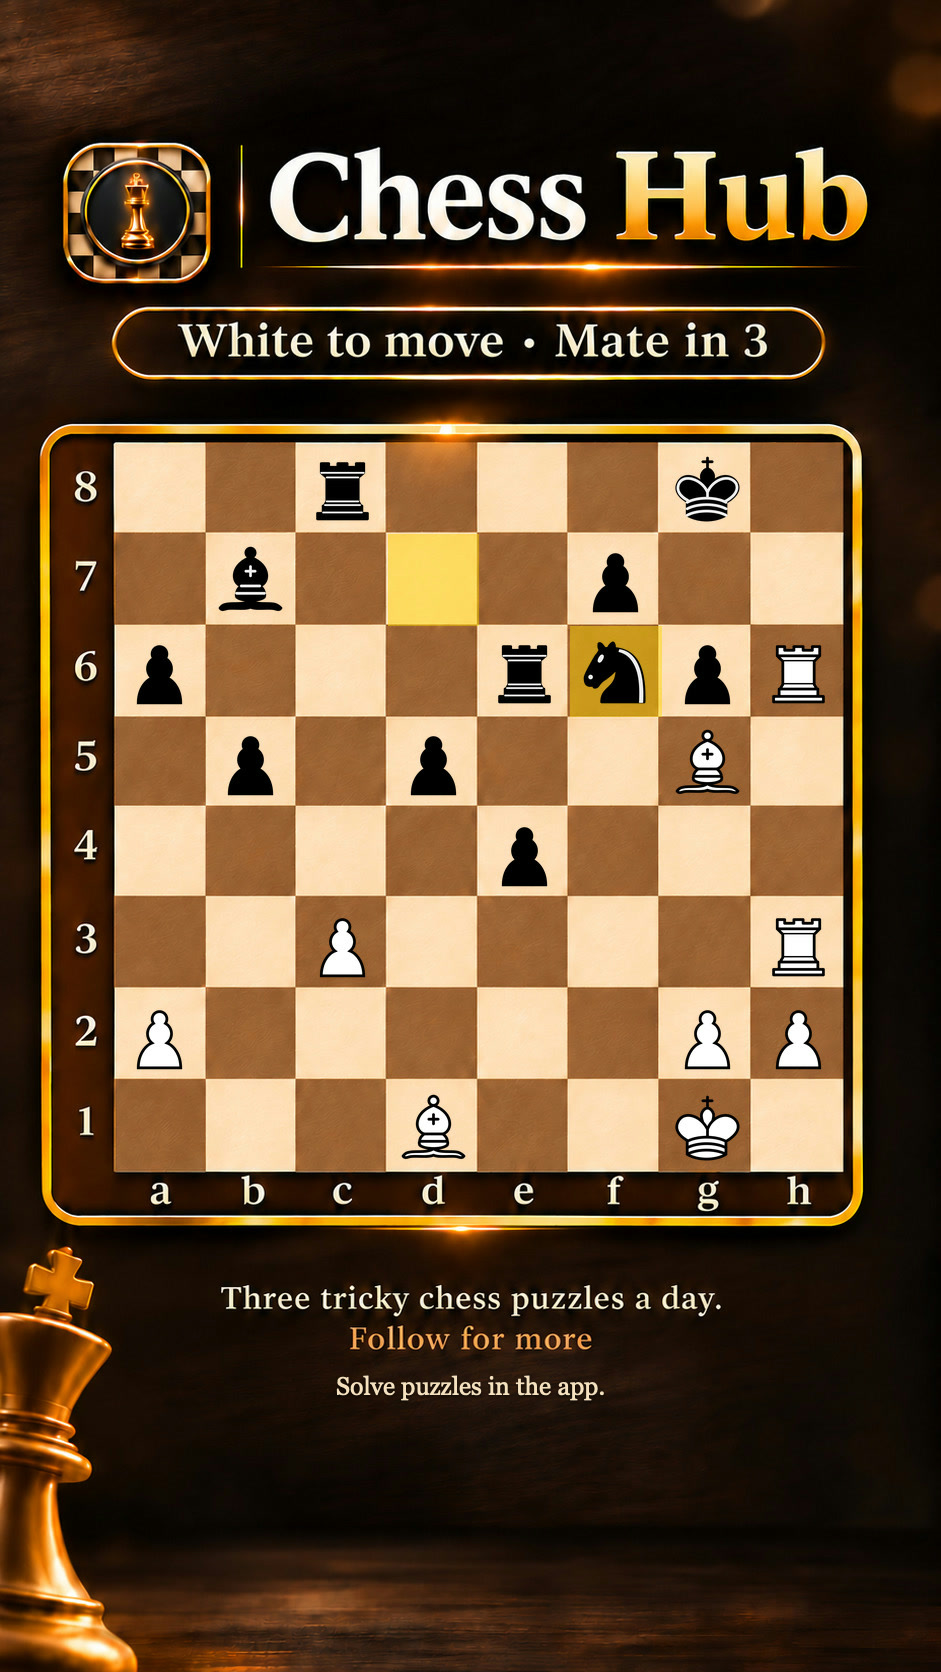 Chess Hub
White to move • Mate in 3
8
7
6
5
4
3
2
1
a b c d e f g h
Three tricky chess puzzles a day.
Follow for more
Solve puzzles in the app.